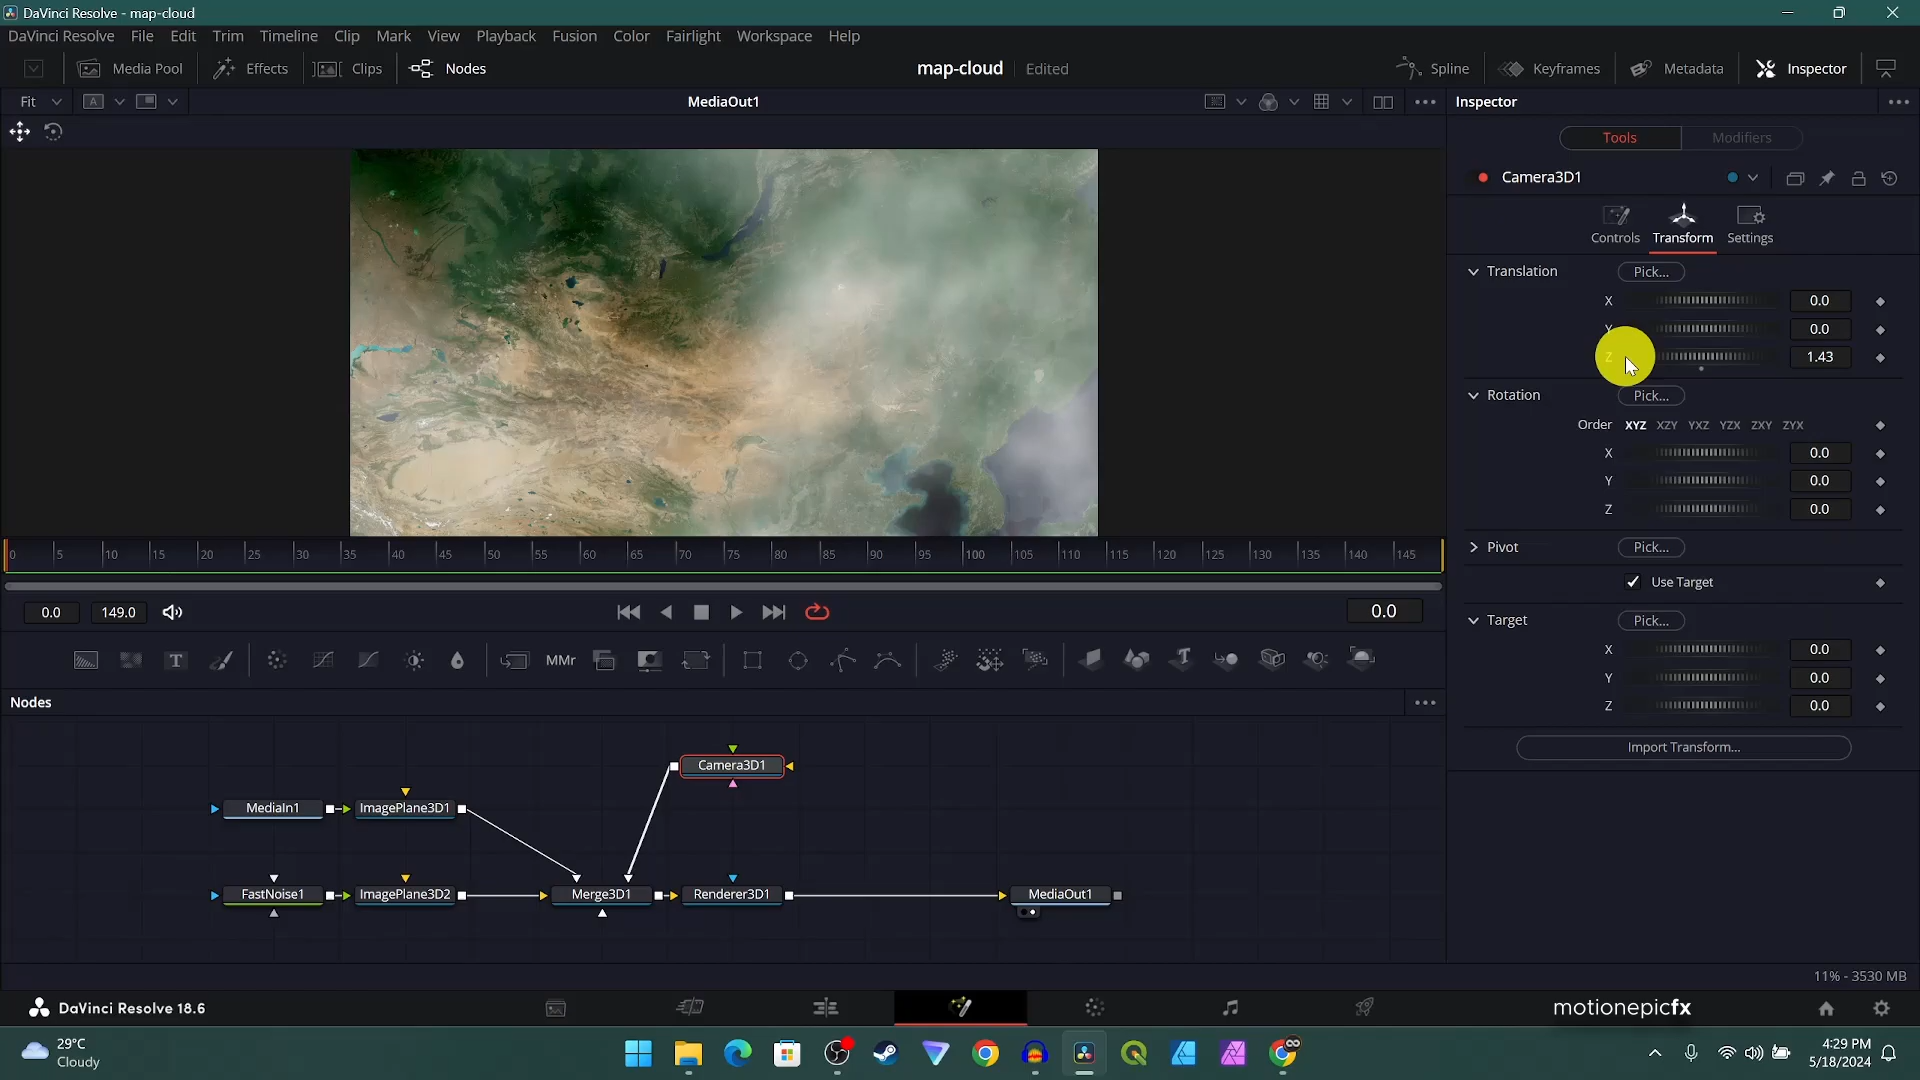 DaVinci Resolve - map-cloud
DaVinci Resolve File Edit Trim Timeline Clip Mark View Playback Fusion Color Fairlight Workspace Help
Media Pool Effects Clips Nodes map-cloud Edited Spline Keyframes Metadata Inspector
Fit A MediaOut1 Inspector
Tools Modifiers
Camera3D1
Controls Transform Settings
Translation Pick...
X 0.0
Y 0.0
Z 1.43
Rotation Pick...
Order XYZ XZY YXZ YZX ZXY ZYX
X 0.0
Y 0.0
Z 0.0
Pivot Pick...
Use Target
Target Pick...
X 0.0
Y 0.0
Z 0.0
Import Transform...
0 5 10 15 20 25 30 35 40 45 50 55 60 65 70 75 80 85 90 95 100 105 110 115 120 125 130 135 140 145
0.0 149.0 0.0
T MMr T
Nodes
Camera3D1
MediaIn1 ImagePlane3D1
FastNoise1 ImagePlane3D2 Merge3D1 Renderer3D1 MediaOut1
11% - 3530 MB
DaVinci Resolve 18.6 motionepicfx
29°C
Cloudy
4:29 PM
5/18/2024